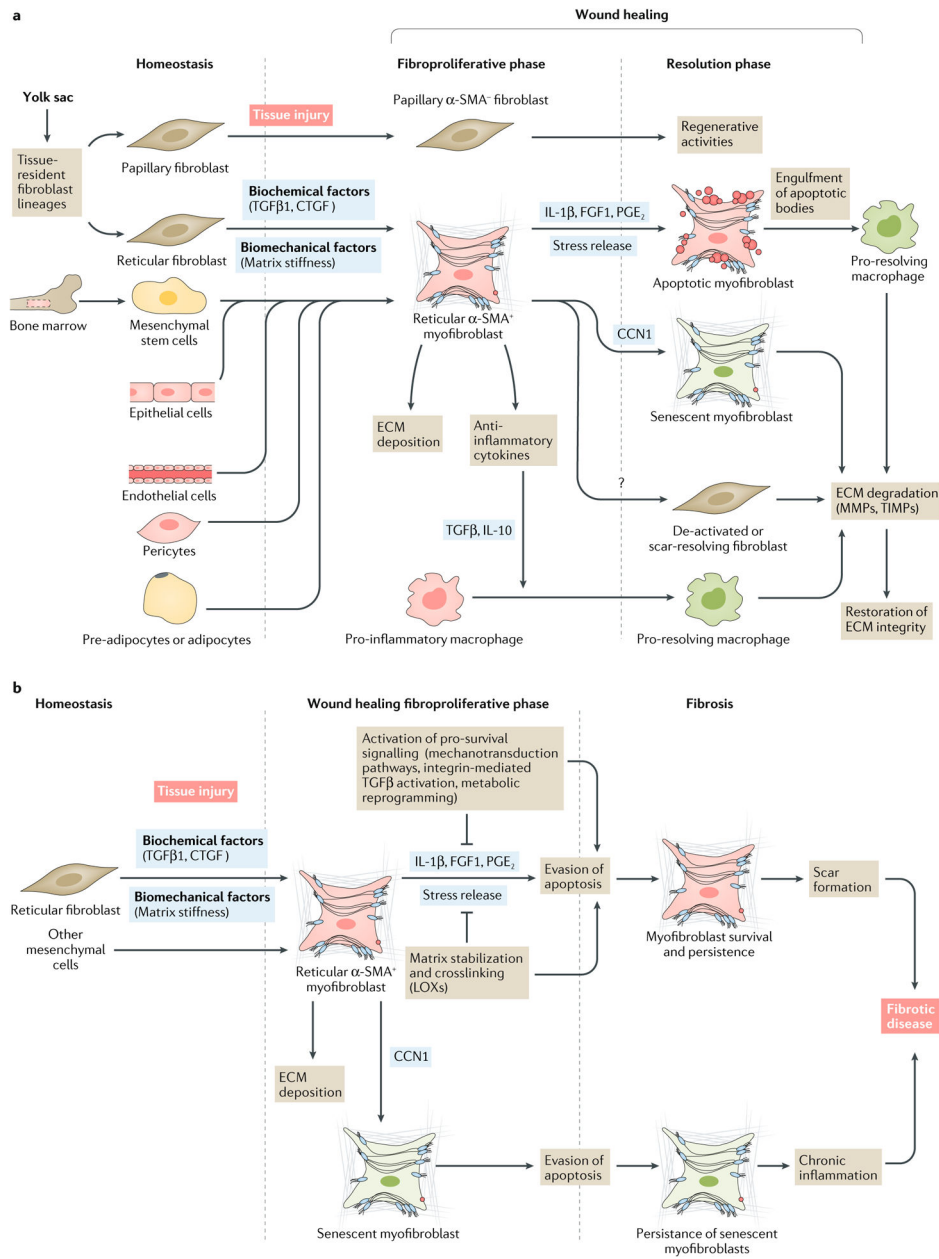 a
Wound healing
Homeostasis
Fibroproliferative phase
Resolution phase
Yolk sac
Tissue-
resident
fibroblast
lineages
Papillary fibroblast
Tissue injury
Papillary α-SMA⁻ fibroblast
Regenerative
activities
Reticular fibroblast
Biochemical factors
(TGFβ1, CTGF )
Biomechanical factors
(Matrix stiffness)
Reticular α-SMA⁺
myofibroblast
IL-1β, FGF1, PGE₂
Stress release
Apoptotic myofibroblast
Engulfment
of apoptotic
bodies
Pro-resolving
macrophage
Bone marrow
Mesenchymal
stem cells
CCN1
Senescent myofibroblast
Epithelial cells
ECM
deposition
Anti-
inflammatory
cytokines
Endothelial cells
?
De-activated or
scar-resolving fibroblast
ECM degradation
(MMPs, TIMPs)
Pericytes
TGFβ, IL-10
Pre-adipocytes or adipocytes
Pro-inflammatory macrophage
Pro-resolving macrophage
Restoration of
ECM integrity
b
Homeostasis
Wound healing fibroproliferative phase
Fibrosis
Activation of pro-survival
signalling (mechanotransduction
pathways, integrin-mediated
TGFβ activation, metabolic
reprogramming)
Tissue injury
Biochemical factors
(TGFβ1, CTGF )
Biomechanical factors
(Matrix stiffness)
Reticular fibroblast
Other
mesenchymal
cells
Reticular α-SMA⁺
myofibroblast
IL-1β, FGF1, PGE₂
Stress release
Evasion of
apoptosis
Matrix stabilization
and crosslinking
(LOXs)
Myofibroblast survival
and persistence
Scar
formation
Fibrotic
disease
ECM
deposition
CCN1
Senescent myofibroblast
Evasion of
apoptosis
Persistance of senescent
myofibroblasts
Chronic
inflammation